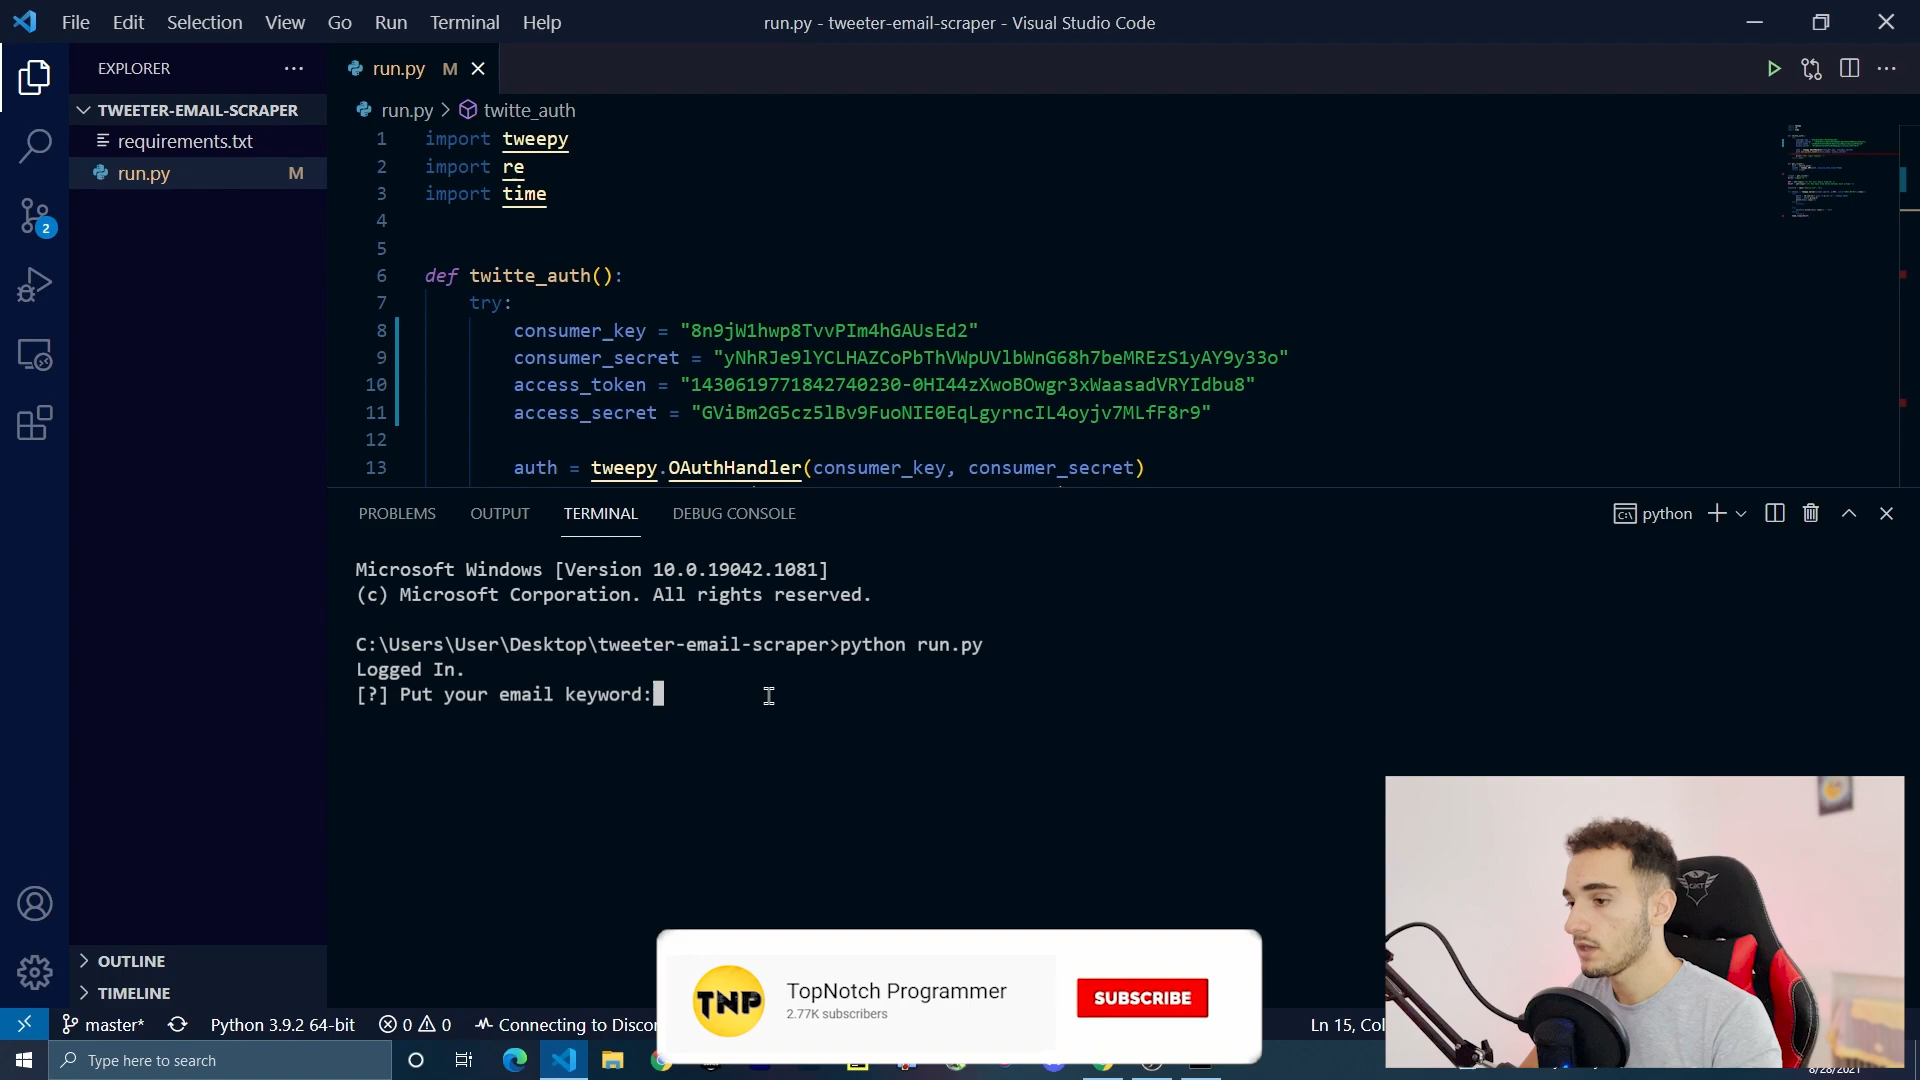 File Edit Selection View Go Run Terminal Help
run.py - tweeter-email-scraper - Visual Studio Code
EXPLORER
run.py M
TWEETER-EMAIL-SCRAPER
requirements.txt
run.py M
2
run.py > twitte_auth
1 import tweepy
2 import re
3 import time
4
5
6 def twitte_auth():
7 try:
8 consumer_key = "8n9jW1hwp8TvvPIm4hGAUsEd2"
9 consumer_secret = "yNhRJe9lYCLHAZCoPbThVWpUVlbWnG68h7beMREzS1yAY9y33o"
10 access_token = "1430619771842740230-0HI44zXwoBOwgr3xWaasadVRYIdbu8"
11 access_secret = "GViBm2G5cz5lBv9FuoNIE0EqLgyrncIL4oyjv7MLfF8r9"
12
13 auth = tweepy.OAuthHandler(consumer_key, consumer_secret)
PROBLEMS OUTPUT TERMINAL DEBUG CONSOLE
python
Microsoft Windows [Version 10.0.19042.1081]
(c) Microsoft Corporation. All rights reserved.
C:\Users\User\Desktop\tweeter-email-scraper>python run.py
Logged In.
[?] Put your email keyword:
OUTLINE
TIMELINE
TNP
TopNotch Programmer
2.77K subscribers
SUBSCRIBE
master* Python 3.9.2 64-bit 0 0 Connecting to Discor
Ln 15, Col
Type here to search
8/28/2021